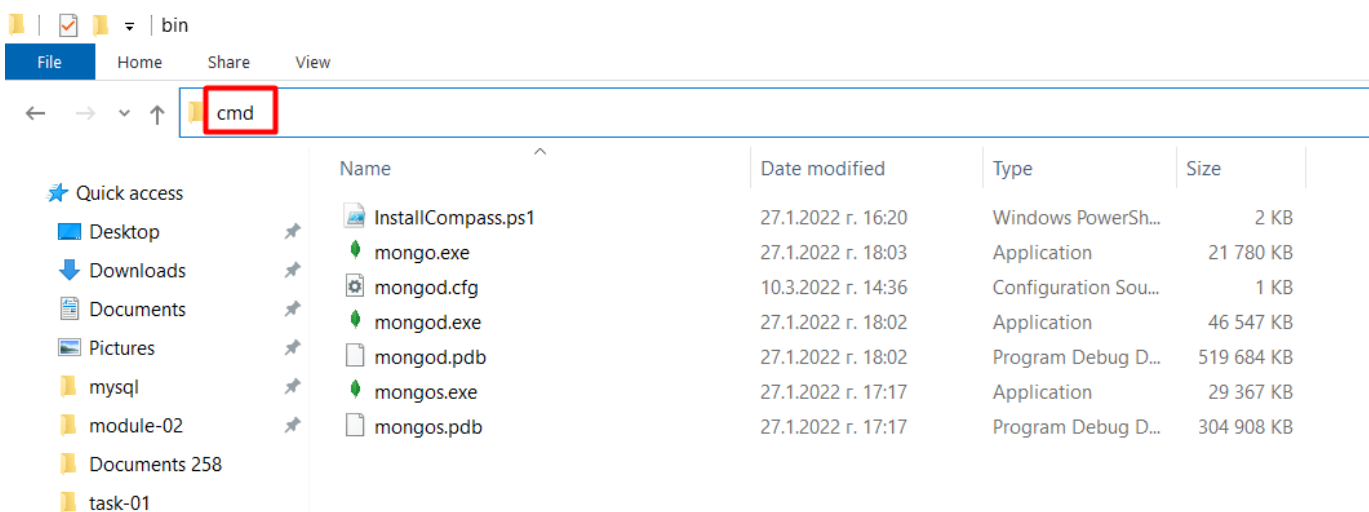 bin
File Home Share View
cmd
Name Date modified Type Size
Quick access
Desktop
Downloads
Documents
Pictures
mysql
module-02
Documents 258
task-01
InstallCompass.ps1 27.1.2022 г. 16:20 Windows PowerSh... 2 KB
mongo.exe 27.1.2022 г. 18:03 Application 21 780 KB
mongod.cfg 10.3.2022 г. 14:36 Configuration Sou... 1 KB
mongod.exe 27.1.2022 г. 18:02 Application 46 547 KB
mongod.pdb 27.1.2022 г. 18:02 Program Debug D... 519 684 KB
mongos.exe 27.1.2022 г. 17:17 Application 29 367 KB
mongos.pdb 27.1.2022 г. 17:17 Program Debug D... 304 908 KB